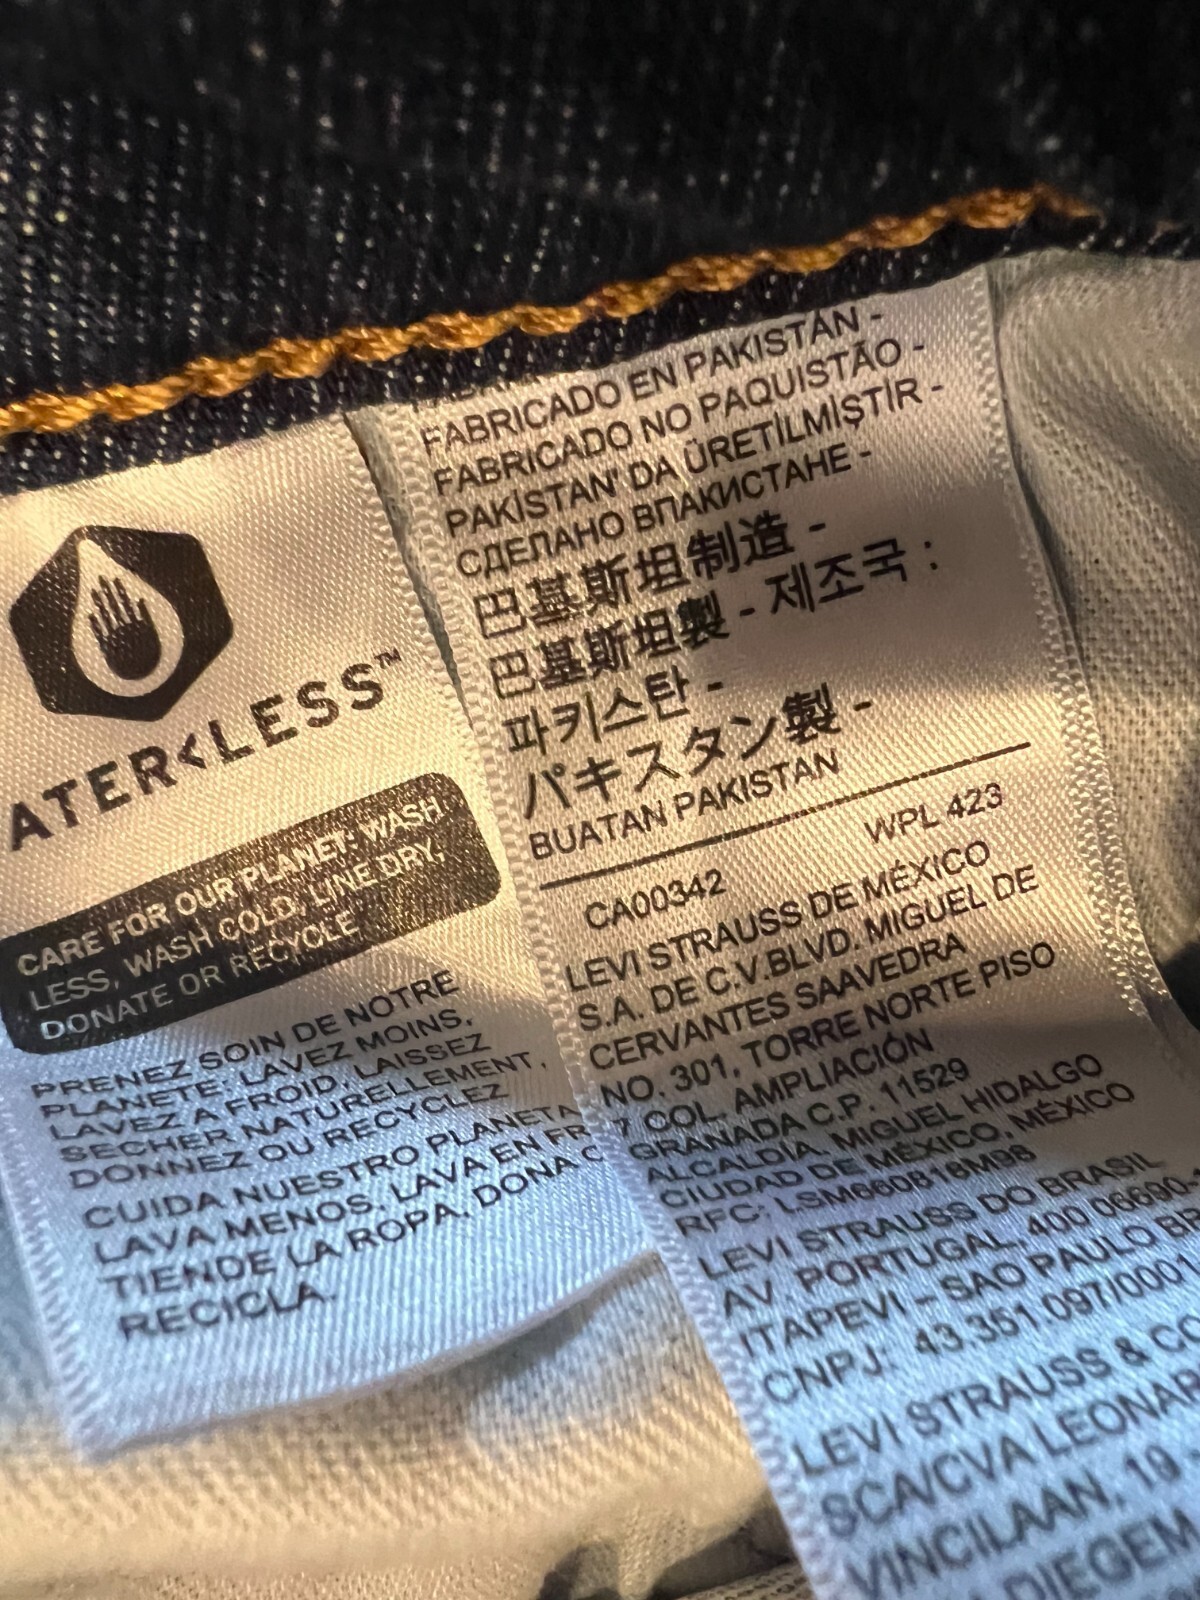 ATER<LESS™
CARE FOR OUR PLANET: WASH
LESS, WASH COLD, LINE DRY,
DONATE OR RECYCLE
PRENEZ SOIN DE NOTRE
PLANETE: LAVEZ MOINS,
LAVEZ A FROID, LAISSEZ
SECHER NATURELLEMENT,
DONNEZ OU RECYCLEZ
CUIDA NUESTRO PLANETA
LAVA MENOS, LAVA EN FR
TIENDE LA ROPA, DONA O
RECICLA.
FABRICADO EN PAKISTÁN -
FABRICADO NO PAQUISTÃO -
PAKİSTAN' DA ÜRETİLMİŞTİR -
СДЕЛАНО ВПАКИСТАНЕ -
巴基斯坦制造 -
巴基斯坦製 - 제조국 :
파키스탄 -
パキスタン製 -
BUATAN PAKISTAN
CA00342 WPL 423
LEVI STRAUSS DE MÉXICO
S.A. DE C.V.BLVD. MIGUEL DE
CERVANTES SAAVEDRA
NO. 301, TORRE NORTE PISO
7 COL. AMPLIACIÓN
GRANADA C.P. 11529
ALCALDÍA, MIGUEL HIDALGO
CIUDAD DE MÉXICO, MÉXICO
RFC: LSM660816M98
LEVI STRAUSS DO BRASIL
AV. PORTUGAL, 400 06690-
ITAPEVI – SAO PAULO BR
CNPJ: 43.351.097/0001
LEVI STRAUSS & CO
SCA/CVA LEONAR
VINCILAAN, 19
DIEGEM